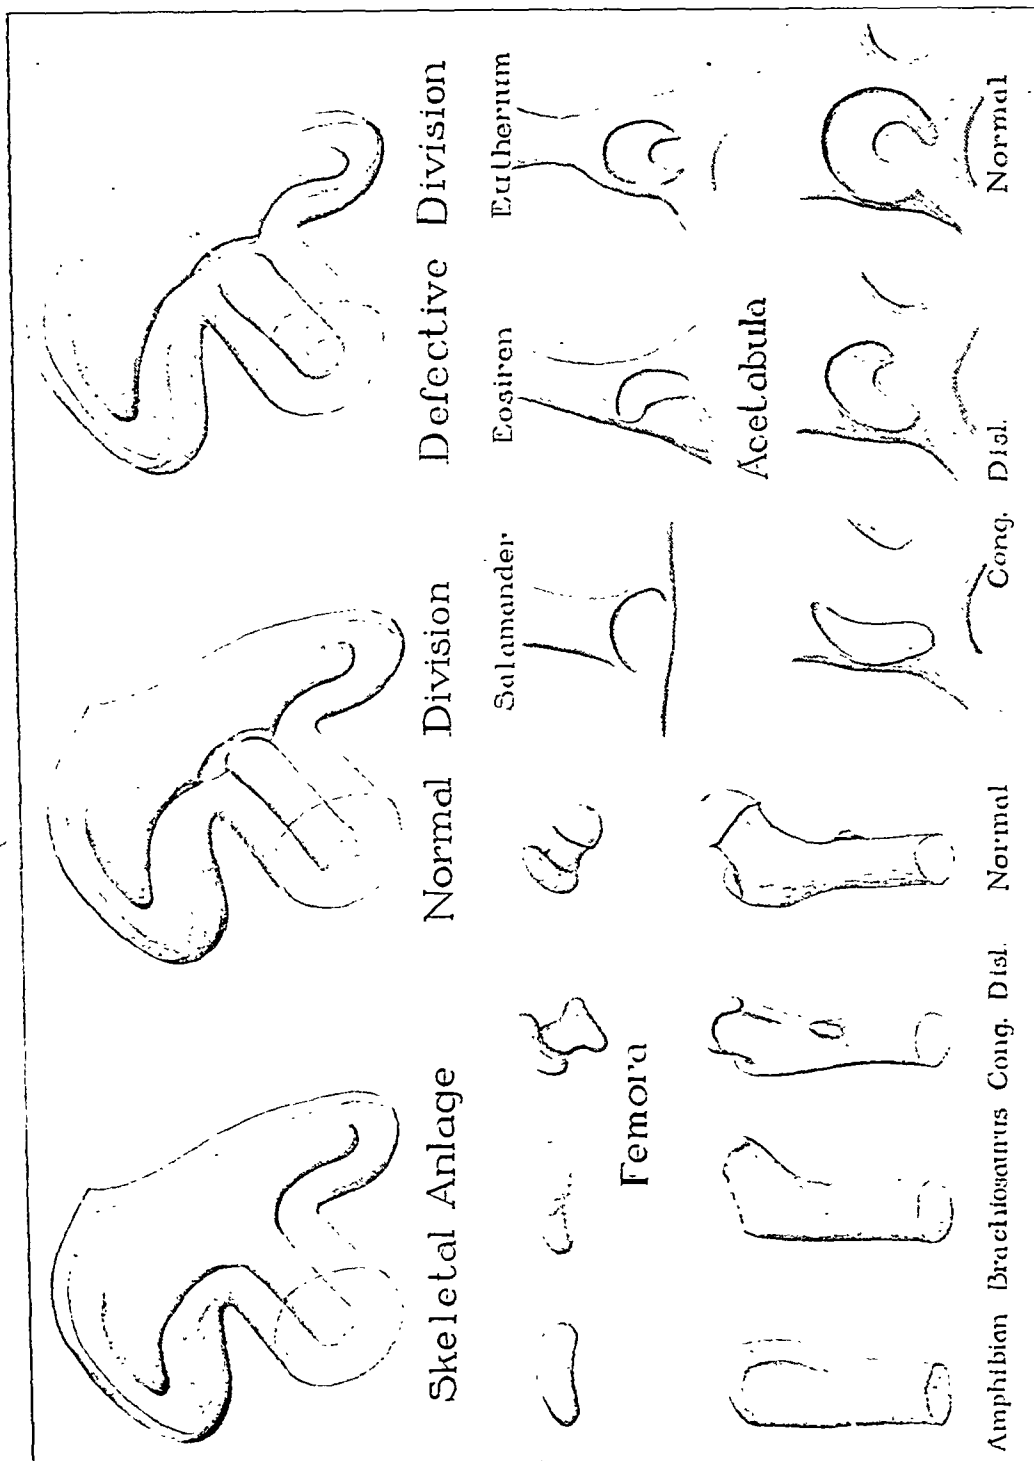 Skeletal Anlage
Normal Division
Defective Division
Salamander
Eosiren
Eutherium
Femora
Acetabula
Amphibian
Brachiosaurus
Cong. Disl.
Normal
Cong. Disl.
Normal